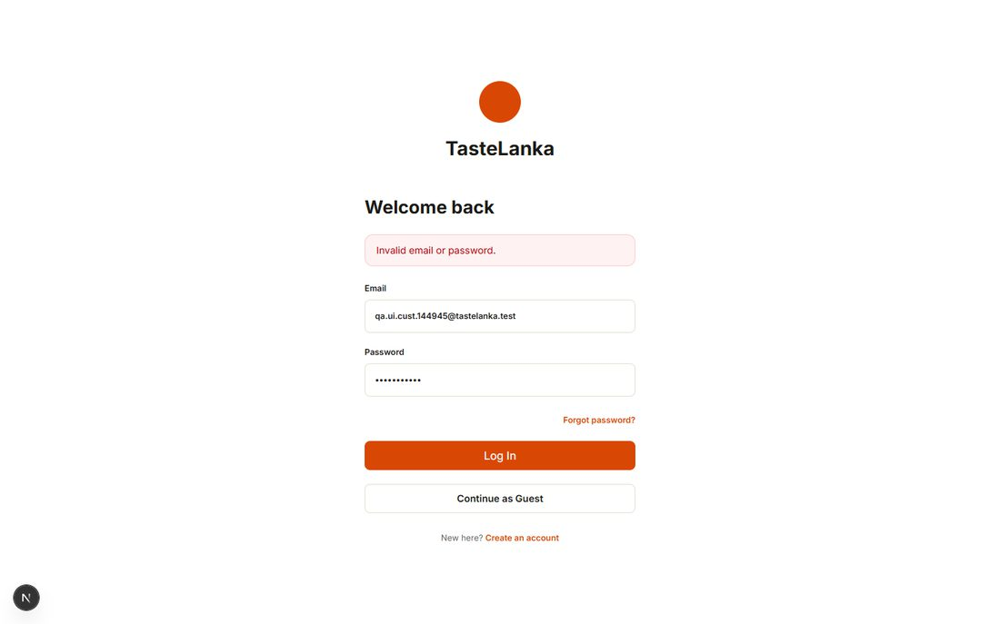 TasteLanka
Welcome back
Invalid email or password.
Email
qa.ui.cust.144945@tastelanka.test
Password
•••••••••••
Forgot password?
Log In
Continue as Guest
New here? Create an account
N